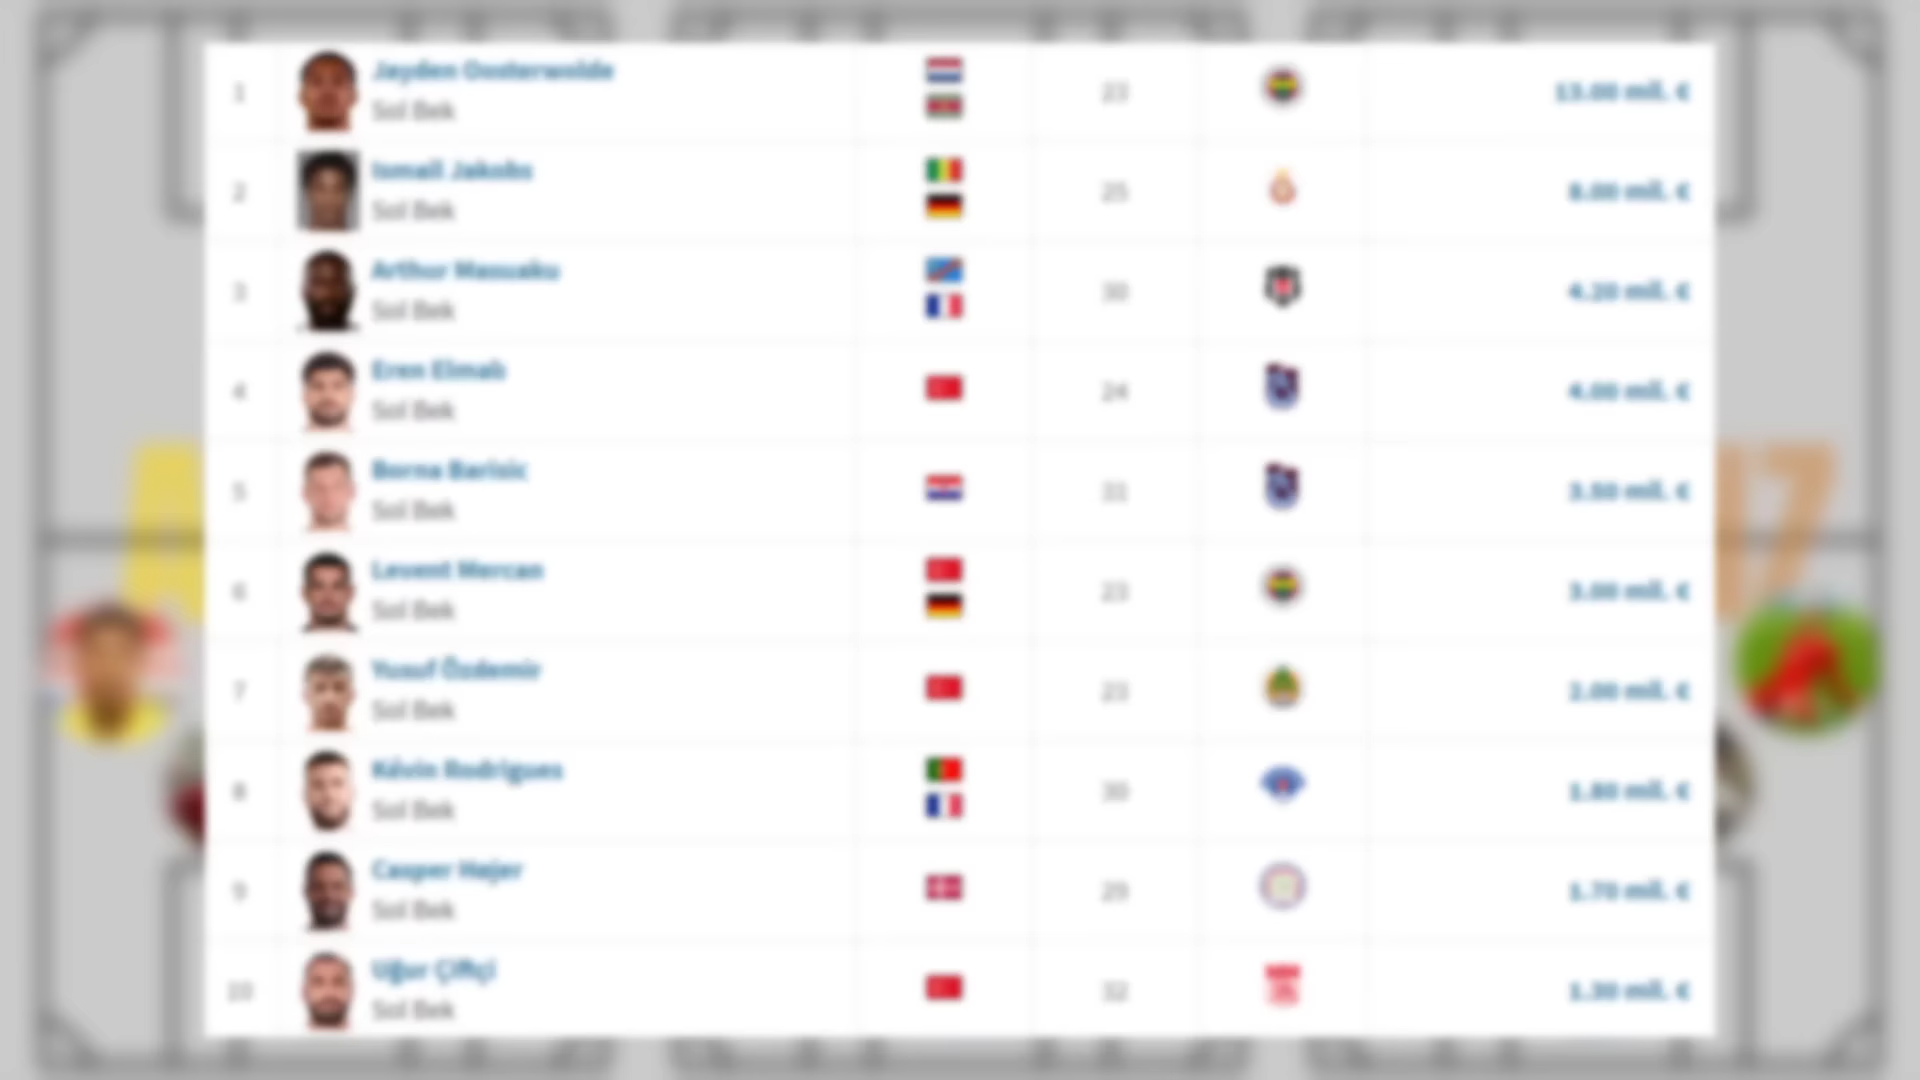 1
Jayden Oosterwolde
Sol Bek
23
13.00 mil. €
2
Ismail Jakobs
Sol Bek
25
8.00 mil. €
3
Arthur Masuaku
Sol Bek
30
4.20 mil. €
4
Eren Elmalı
Sol Bek
24
4.00 mil. €
5
Borna Barisic
Sol Bek
31
3.50 mil. €
6
Levent Mercan
Sol Bek
23
3.00 mil. €
7
Yusuf Özdemir
Sol Bek
23
2.00 mil. €
8
Kévin Rodrigues
Sol Bek
30
1.80 mil. €
9
Casper Højer
Sol Bek
29
1.70 mil. €
10
Uğur Çiftçi
Sol Bek
32
1.30 mil. €
17